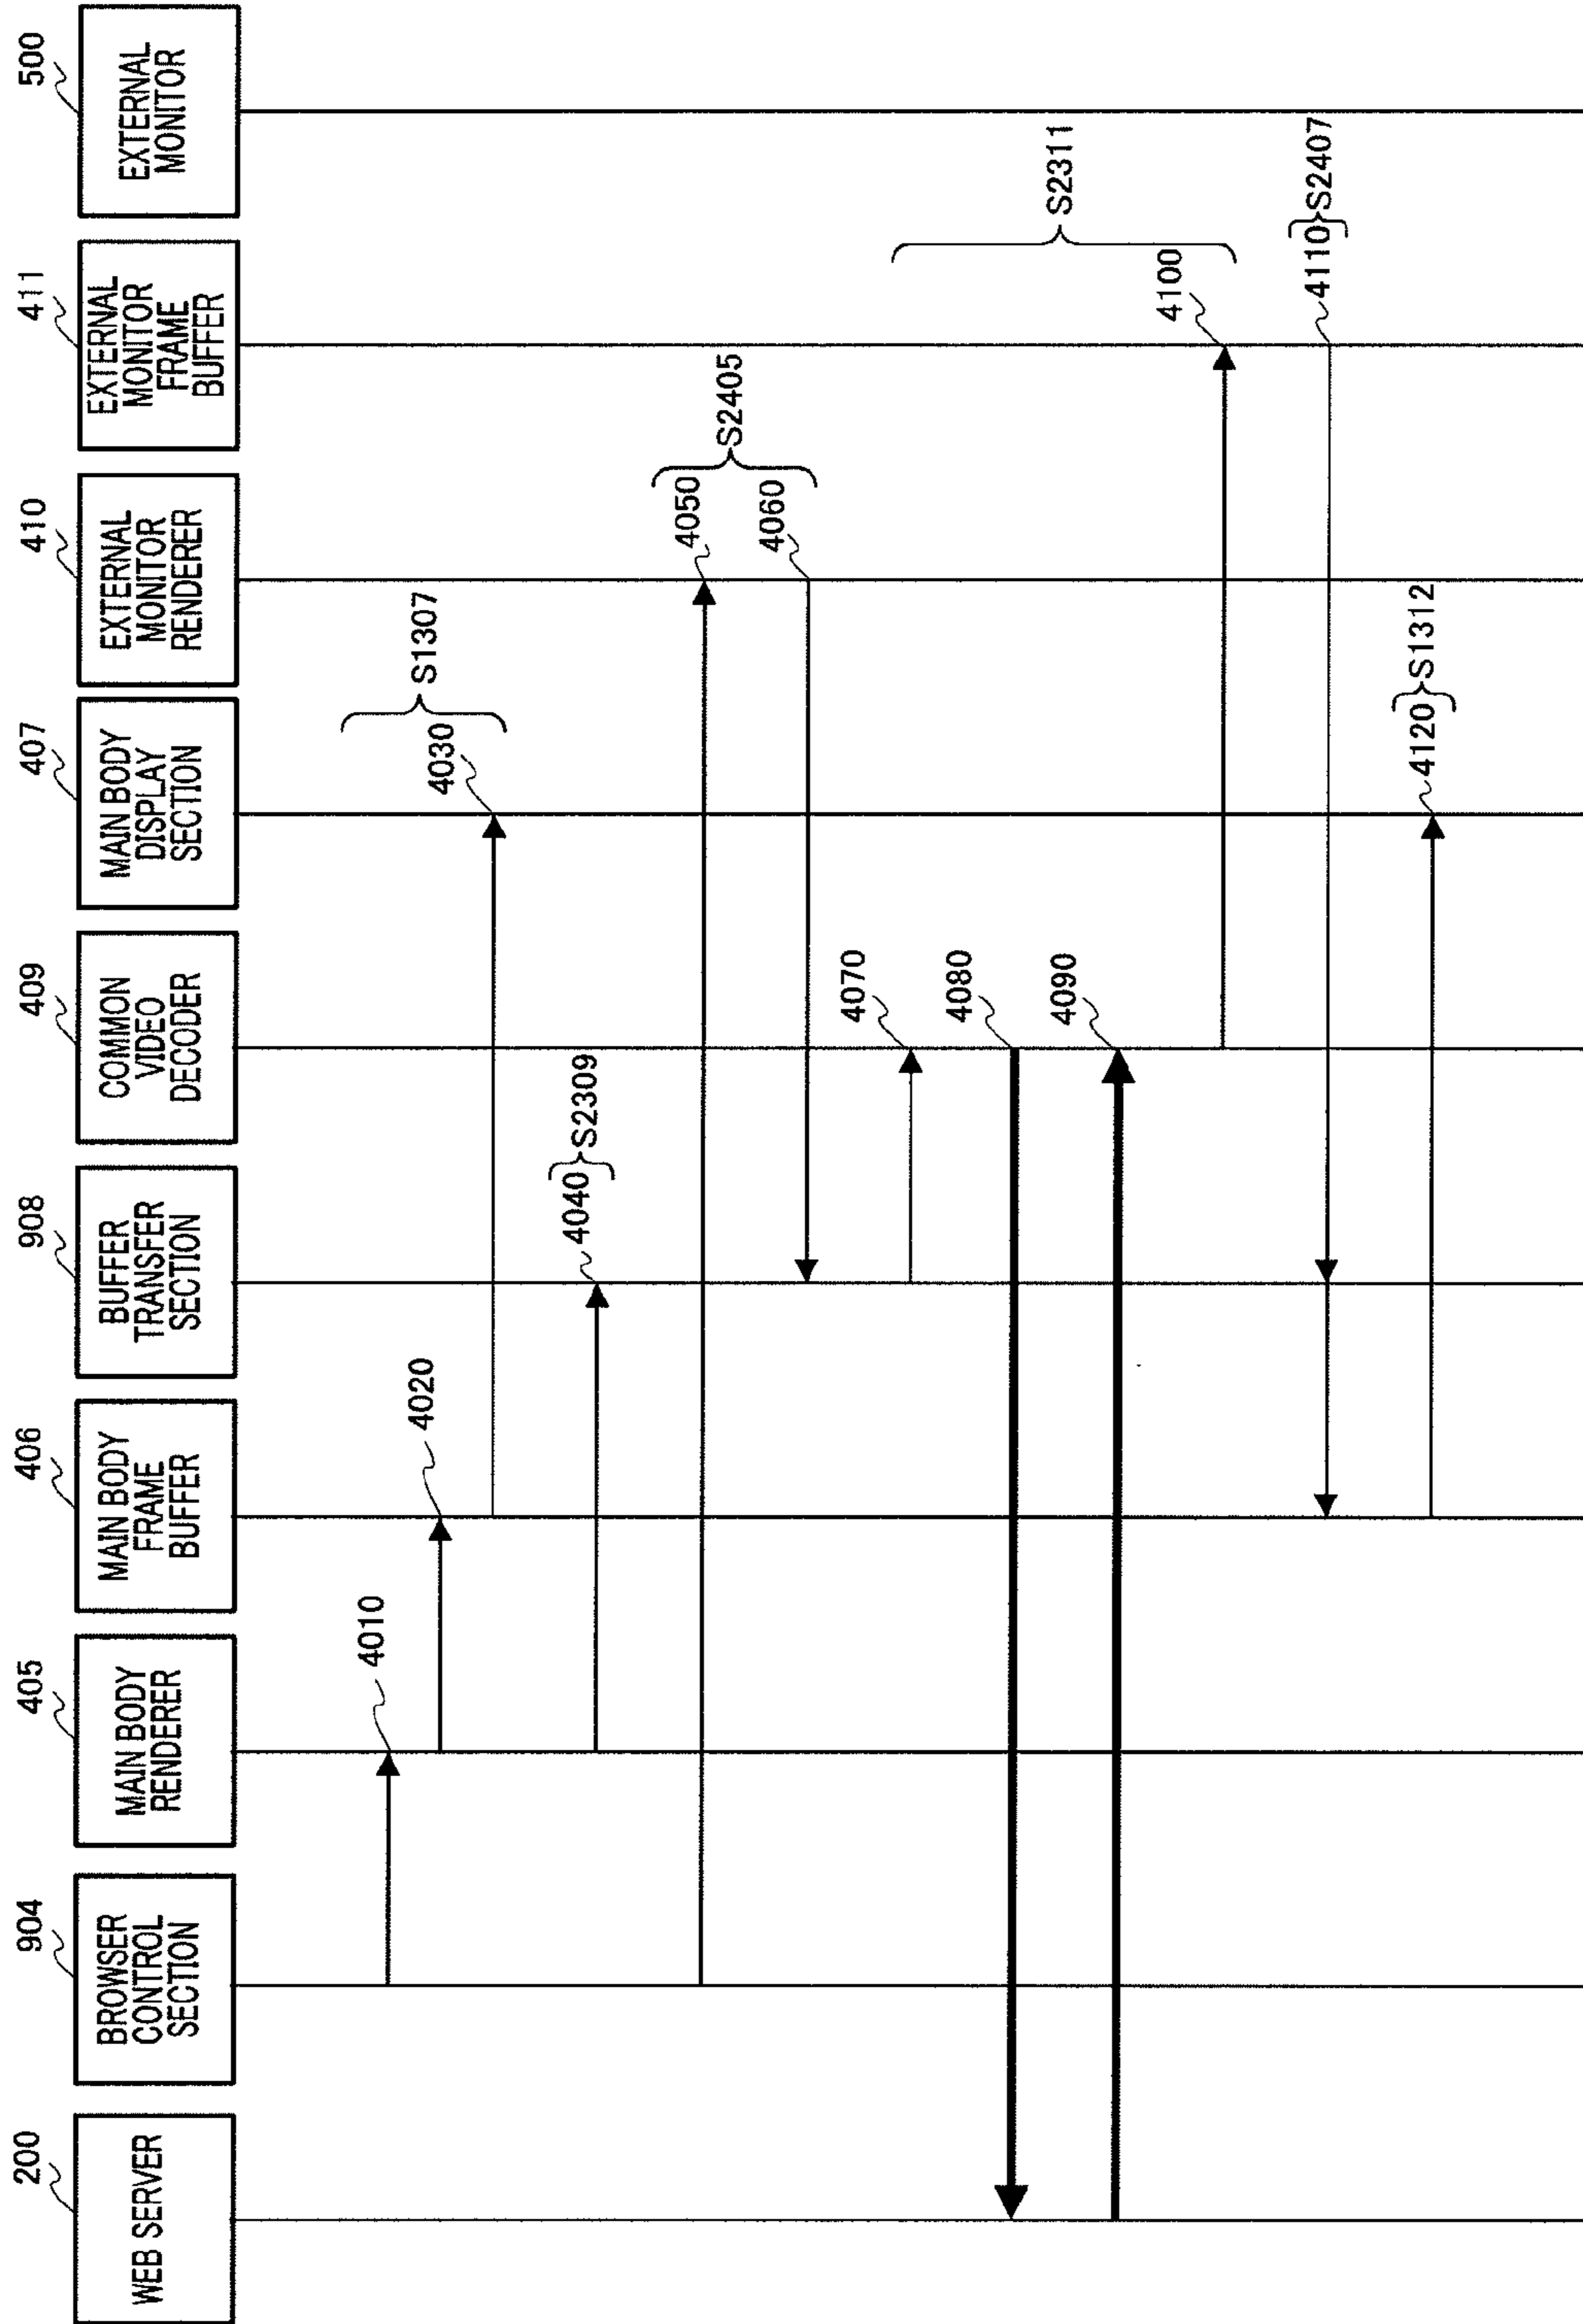 200
WEB SERVER
904
BROWSER
CONTROL
SECTION
405
MAIN BODY
RENDERER
406
MAIN BODY
FRAME
BUFFER
908
BUFFER
TRANSFER
SECTION
409
COMMON
VIDEO
DECODER
407
MAIN BODY
DISPLAY
SECTION
410
EXTERNAL
MONITOR
RENDERER
411
EXTERNAL
MONITOR
FRAME
BUFFER
500
EXTERNAL
MONITOR
4010
4020
4030
S1307
4040
S2309
4050
4060
S2405
4070
4080
4090
4100
S2311
4110
S2407
4120
S1312